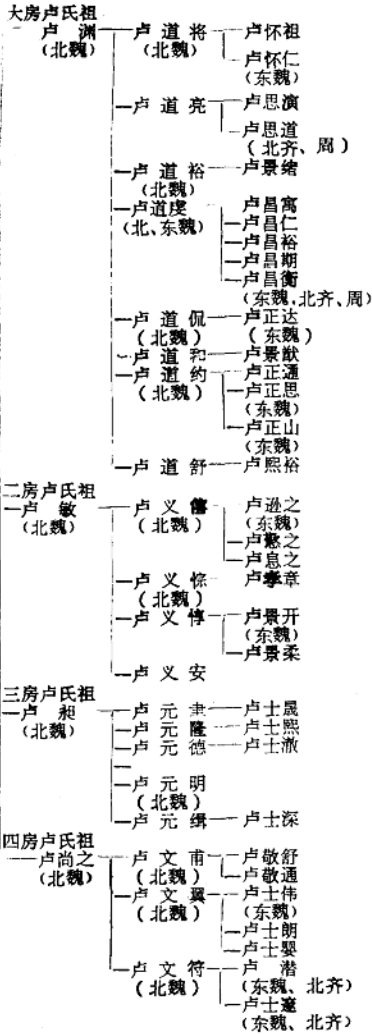 大房卢氏祖
卢渊 卢道将 卢怀祖
(北魏) (北魏) 卢怀仁
(东魏)
卢道亮 卢思演
卢思道
(北齐、周)
卢道裕 卢景绪
(北魏)
卢道虔 卢昌寓
(北、东魏) 卢昌仁
卢昌裕
卢昌期
卢昌衡
(东魏,北齐、周)
卢道侃 卢正达
(北魏) (东魏)
卢道和 卢景猷
卢道约 卢正通
(北魏) 卢正思
(东魏)
卢正山
(东魏)
卢道舒 卢熙裕
二房卢氏祖
卢敏 卢义僖 卢逊之
(北魏) (北魏) (东魏)
卢慜之
卢息之
卢义悰 卢孝章
(北魏)
卢义惇 卢景开
(东魏)
卢景柔
卢义安
三房卢氏祖
卢昶 卢元聿 卢士晟
(北魏) 卢元隆 卢士熙
卢元德 卢士澈
卢元明
(北魏)
卢元缉 卢士深
四房卢氏祖
卢尚之 卢文甫 卢敬舒
(北魏) (北魏) 卢敬通
卢文翼 卢士伟
(北魏) (东魏)
卢士朗
卢士婴
卢文符 卢潜
(北魏) (东魏、北齐)
卢士邃
(东魏、北齐)